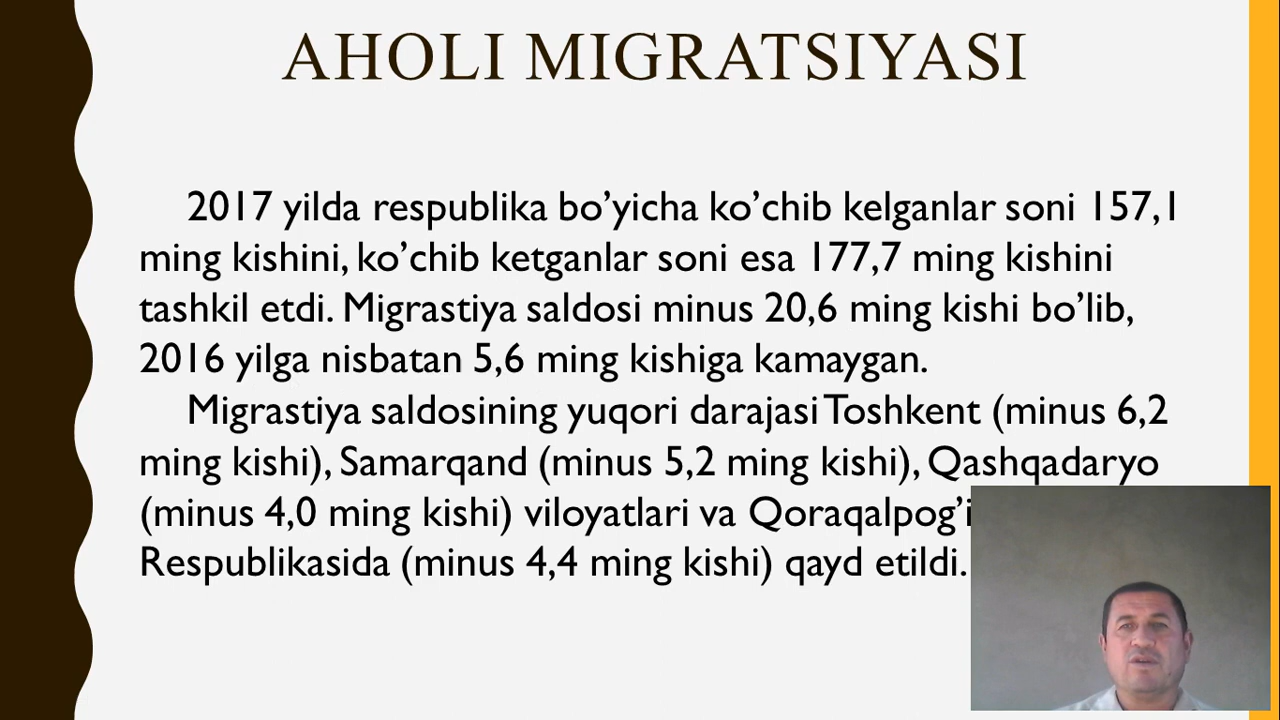 AHOLI MIGRATSIYASI
2017 yilda respublika bo’yicha ko’chib kelganlar soni 157,1
ming kishini, ko’chib ketganlar soni esa 177,7 ming kishini
tashkil etdi. Migrastiya saldosi minus 20,6 ming kishi bo’lib,
2016 yilga nisbatan 5,6 ming kishiga kamaygan.
Migrastiya saldosining yuqori darajasi Toshkent (minus 6,2
ming kishi), Samarqand (minus 5,2 ming kishi), Qashqadaryo
(minus 4,0 ming kishi) viloyatlari va
Respublikasida (minus 4,4 ming kishi) qayd etildi.